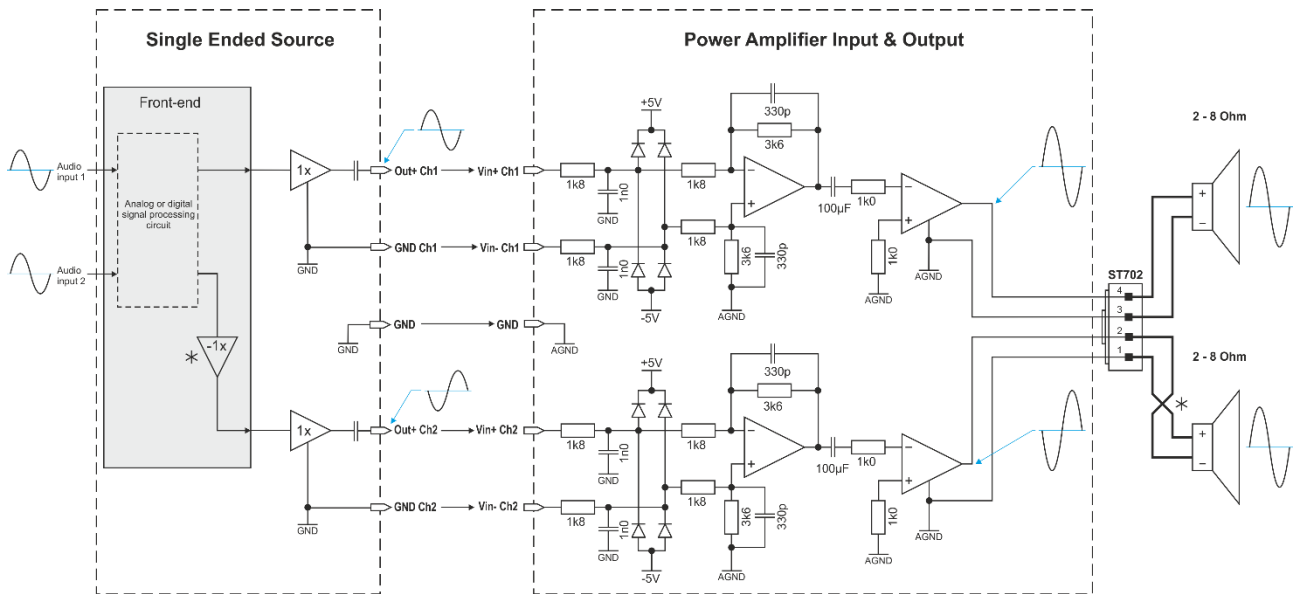 Single Ended Source
Power Amplifier Input & Output
Front-end
Audio
input 1
Audio
input 2
Analog or digital
signal processing
circuit
-1x
*
1x
GND
Out+ Ch1
Vin+ Ch1
GND Ch1
Vin- Ch1
GND
GND
GND
AGND
1x
GND
Out+ Ch2
Vin+ Ch2
GND Ch2
Vin- Ch2
+5V
1k8
1n0
GND
1k8
1n0
GND
-5V
1k8
1k8
330p
3k6
-
+
3k6
330p
AGND
100µF
1k0
-
+
1k0
AGND
AGND
+5V
1k8
1n0
GND
1k8
1n0
GND
-5V
1k8
1k8
330p
3k6
-
+
3k6
330p
AGND
100µF
1k0
-
+
1k0
AGND
AGND
ST702
4
3
2
1
2 - 8 Ohm
+
-
2 - 8 Ohm
*
+
-